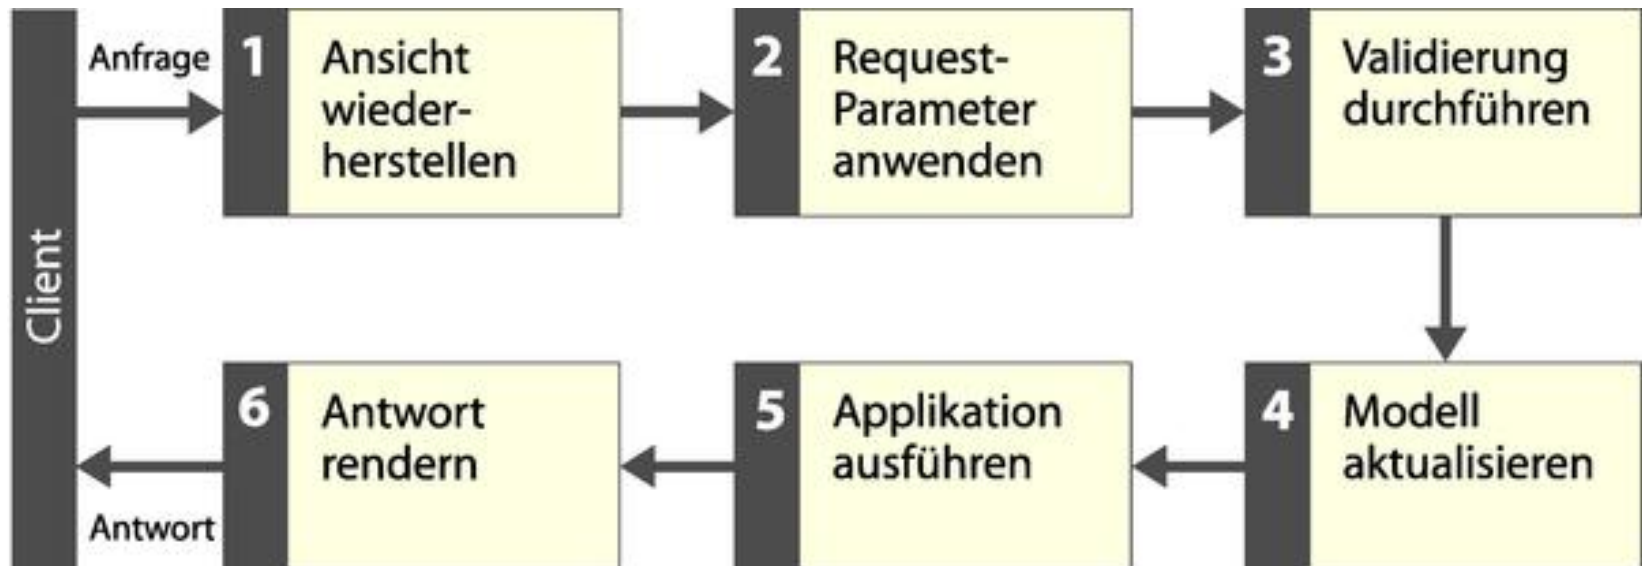 Client
Anfrage
1
Ansicht
wieder-
herstellen
2
Request-
Parameter
anwenden
3
Validierung
durchführen
4
Modell
aktualisieren
5
Applikation
ausführen
6
Antwort
rendern
Antwort